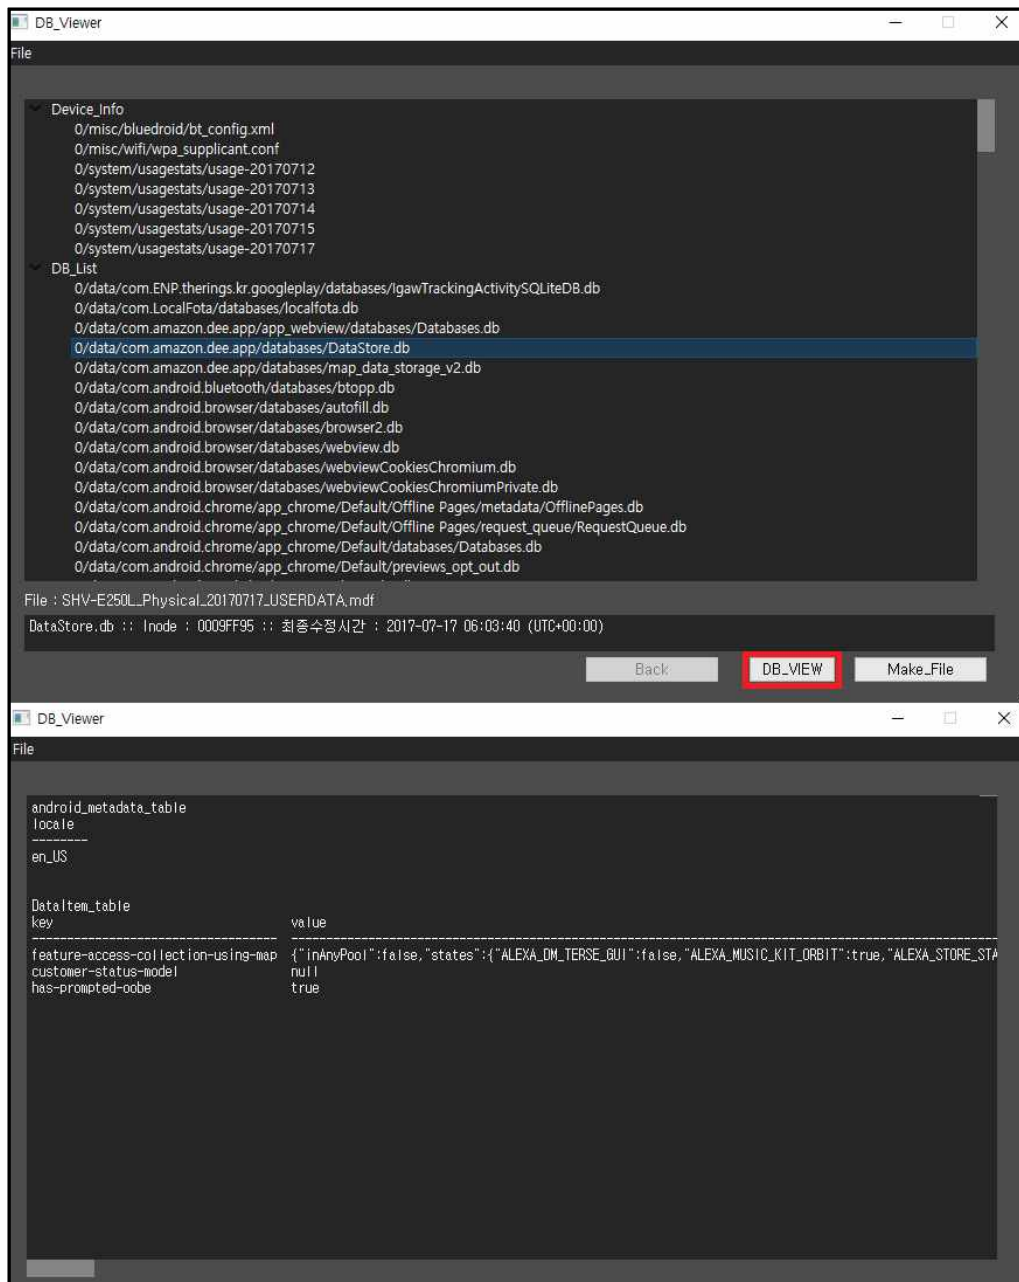 DB_Viewer
File
Device_Info
0/misc/bluedroid/bt_config.xml
0/misc/wifi/wpa_supplicant.conf
0/system/usagestats/usage-20170712
0/system/usagestats/usage-20170713
0/system/usagestats/usage-20170714
0/system/usagestats/usage-20170715
0/system/usagestats/usage-20170717
DB_List
0/data/com.ENP.therings.kr.googleplay/databases/IgawTrackingActivitySQLiteDB.db
0/data/com.LocalFota/databases/localfota.db
0/data/com.amazon.dee.app/app_webview/databases/Databases.db
0/data/com.amazon.dee.app/databases/DataStore.db
0/data/com.amazon.dee.app/databases/map_data_storage_v2.db
0/data/com.android.bluetooth/databases/btopp.db
0/data/com.android.browser/databases/autofill.db
0/data/com.android.browser/databases/browser2.db
0/data/com.android.browser/databases/webview.db
0/data/com.android.browser/databases/webviewCookiesChromium.db
0/data/com.android.browser/databases/webviewCookiesChromiumPrivate.db
0/data/com.android.chrome/app_chrome/Default/Offline Pages/metadata/OfflinePages.db
0/data/com.android.chrome/app_chrome/Default/Offline Pages/request_queue/RequestQueue.db
0/data/com.android.chrome/app_chrome/Default/databases/Databases.db
0/data/com.android.chrome/app_chrome/Default/previews_opt_out.db
File : SHV-E250L_Physical_20170717_USERDATA.mdf
DataStore.db :: Inode : 0009FF95 :: 최종수정시간 : 2017-07-17 06:03:40 (UTC+00:00)
Back DB_VIEW Make_File
DB_Viewer
File
android_metadata_table
locale
--------
en_US
DataItem_table
key value
feature-access-collection-using-map {"inAnyPool":false,"states":{"ALEXA_DM_TERSE_GUI":false,"ALEXA_MUSIC_KIT_ORBIT":true,"ALEXA_STORE_STA
customer-status-model null
has-prompted-oobe true